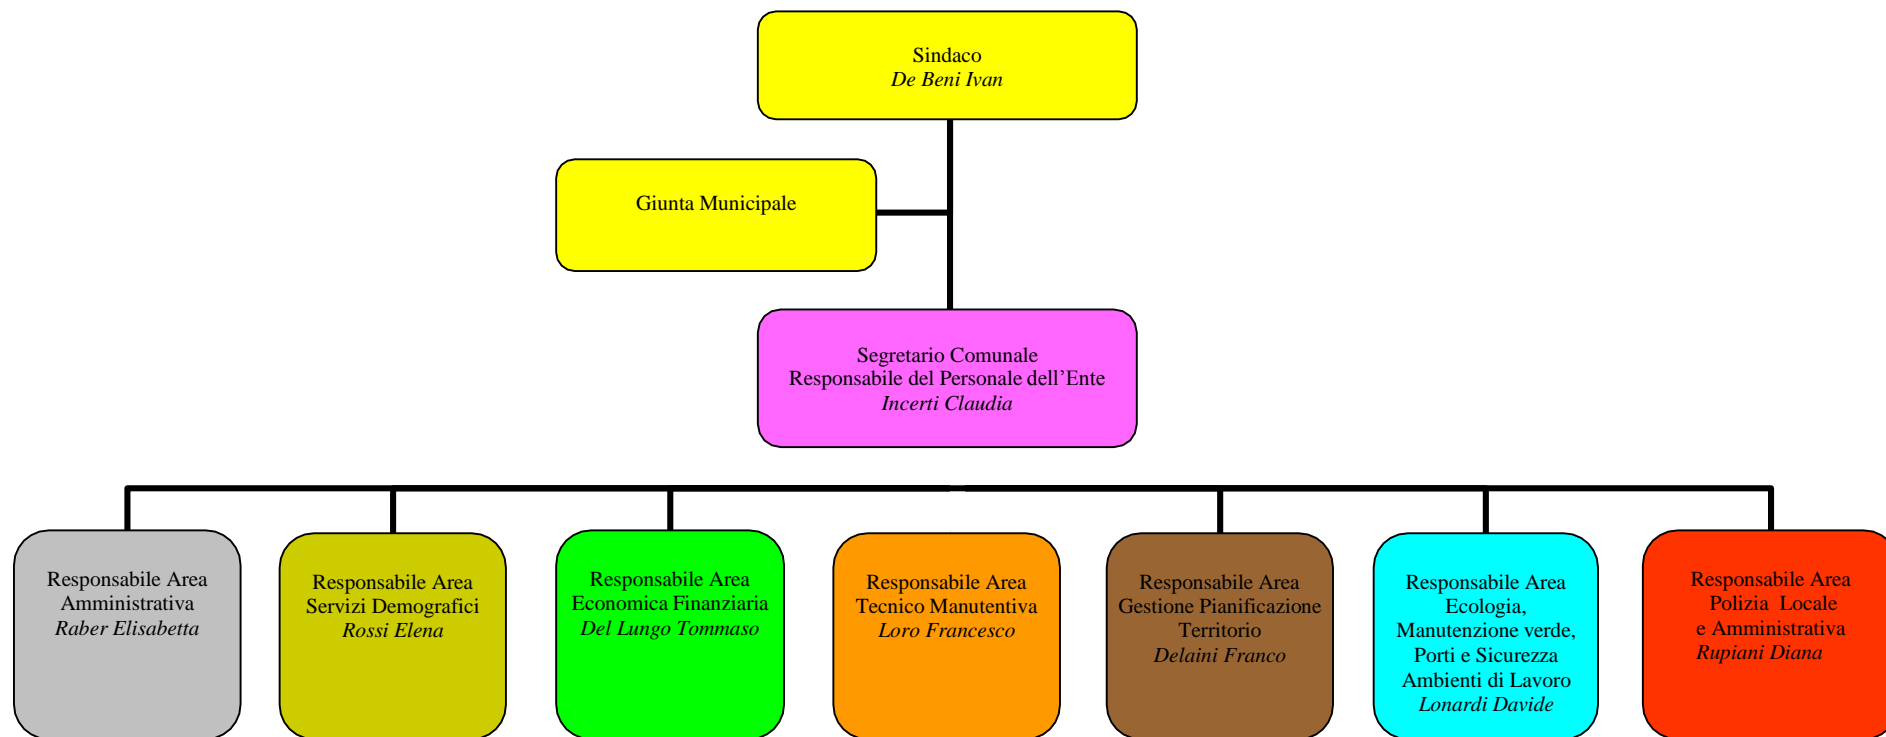 Sindaco
De Beni Ivan
Giunta Municipale
Segretario Comunale
Responsabile del Personale dell’Ente
Incerti Claudia
Responsabile Area
Amministrativa
Raber Elisabetta
Responsabile Area
Servizi Demografici
Rossi Elena
Responsabile Area
Economica Finanziaria
Del Lungo Tommaso
Responsabile Area
Tecnico Manutentiva
Loro Francesco
Responsabile Area
Gestione Pianificazione
Territorio
Delaini Franco
Responsabile Area
Ecologia,
Manutenzione verde,
Porti e Sicurezza
Ambienti di Lavoro
Lonardi Davide
Responsabile Area
Polizia  Locale
e Amministrativa
Rupiani Diana